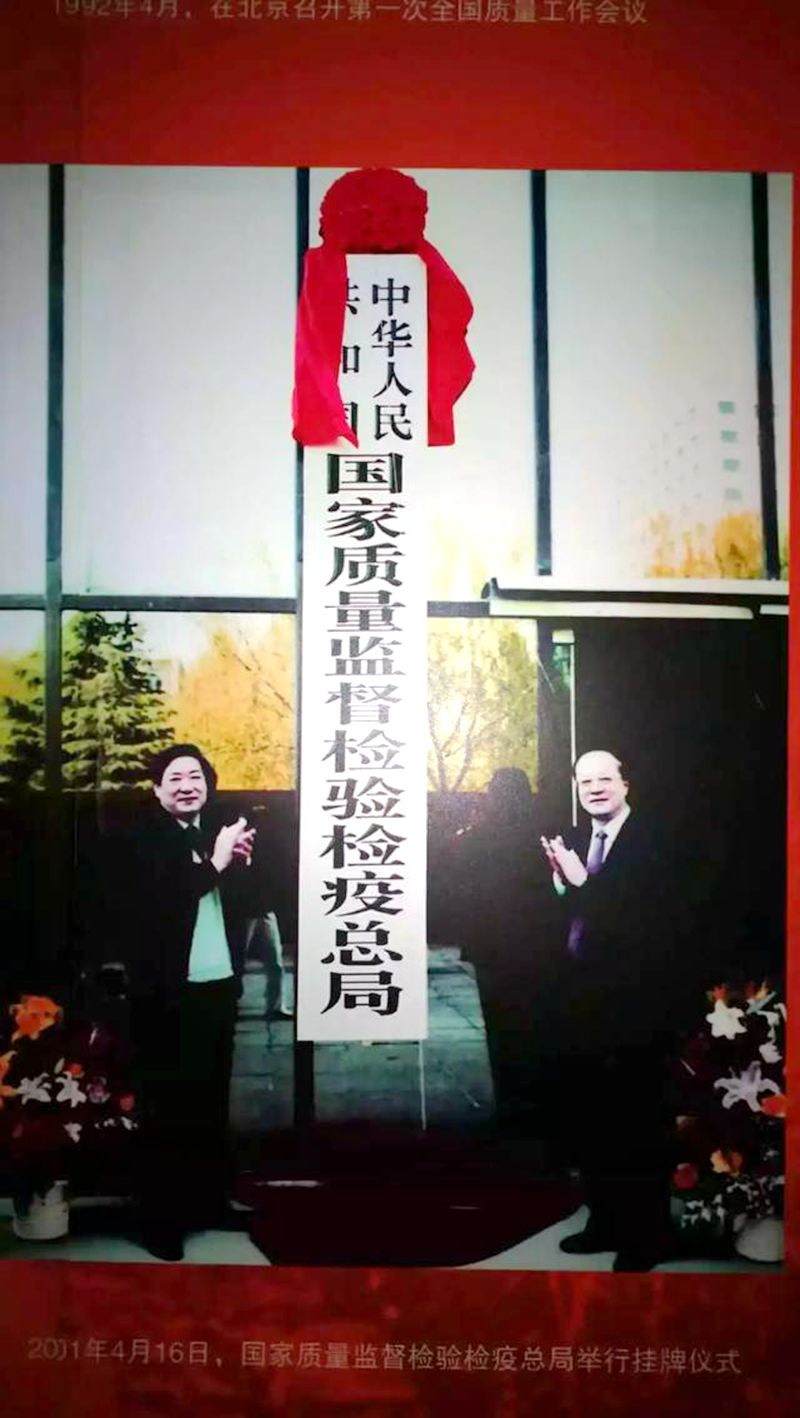 1992年4月，在北京召开第一次全国质量工作会议
中华人民
共和国
国家质量监督检验检疫总局
2001年4月16日，国家质量监督检验检疫总局举行挂牌仪式